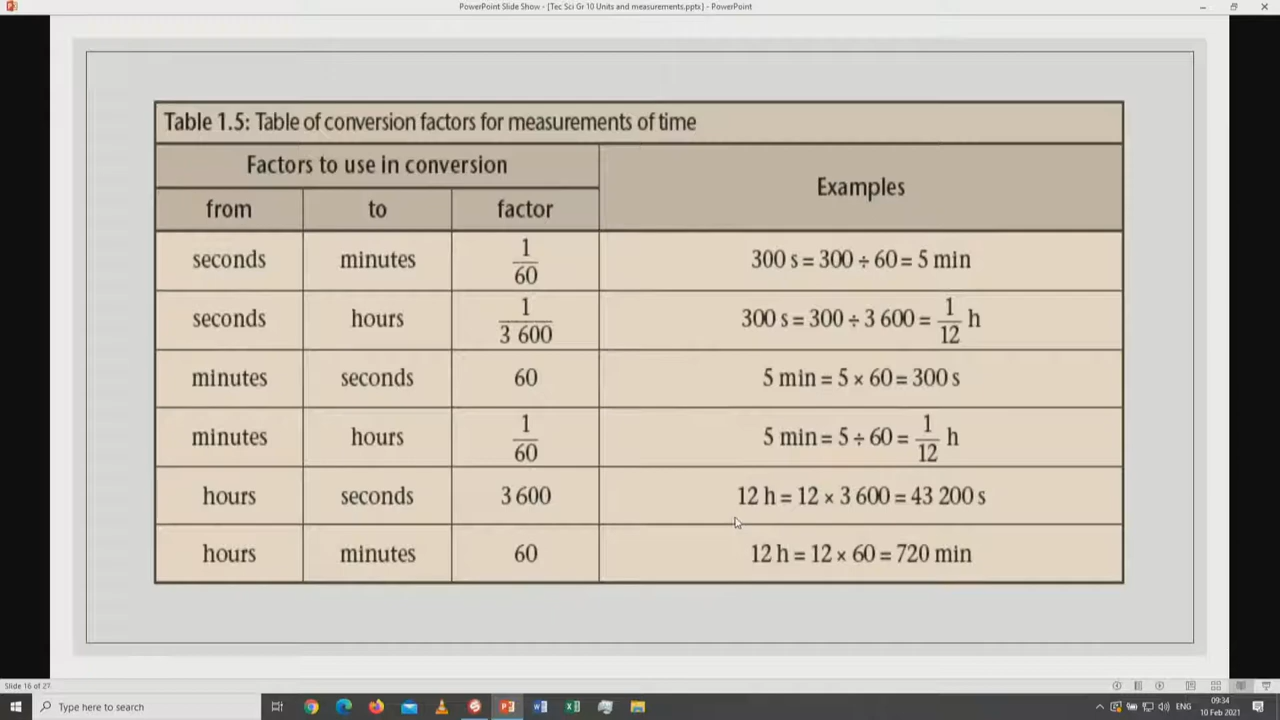 PowerPoint Slide Show - [Tec Sci Gr 10 Units and measurements.pptx] - PowerPoint
Table 1.5: Table of conversion factors for measurements of time
Factors to use in conversion
Examples
from to factor
seconds minutes 1/60 300 s = 300 ÷ 60 = 5 min
seconds hours 1/3 600 300 s = 300 ÷ 3 600 = 1/12 h
minutes seconds 60 5 min = 5 × 60 = 300 s
minutes hours 1/60 5 min = 5 ÷ 60 = 1/12 h
hours seconds 3 600 12 h = 12 × 3 600 = 43 200 s
hours minutes 60 12 h = 12 × 60 = 720 min
Slide 16 of 27
Type here to search
ENG
09:34
10 Feb 2021